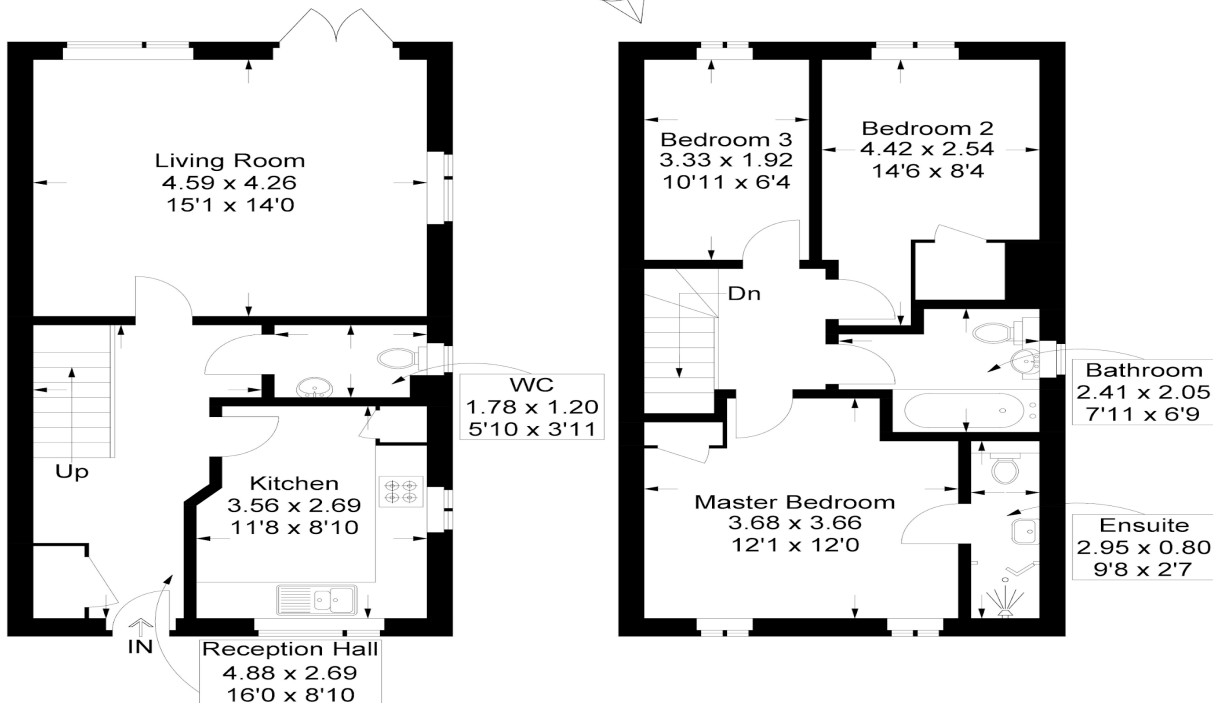 Living Room
4.59 x 4.26
15'1 x 14'0
Up
WC
1.78 x 1.20
5'10 x 3'11
Kitchen
3.56 x 2.69
11'8 x 8'10
IN
Reception Hall
4.88 x 2.69
16'0 x 8'10
Bedroom 3
3.33 x 1.92
10'11 x 6'4
Bedroom 2
4.42 x 2.54
14'6 x 8'4
Dn
Bathroom
2.41 x 2.05
7'11 x 6'9
Master Bedroom
3.68 x 3.66
12'1 x 12'0
Ensuite
2.95 x 0.80
9'8 x 2'7